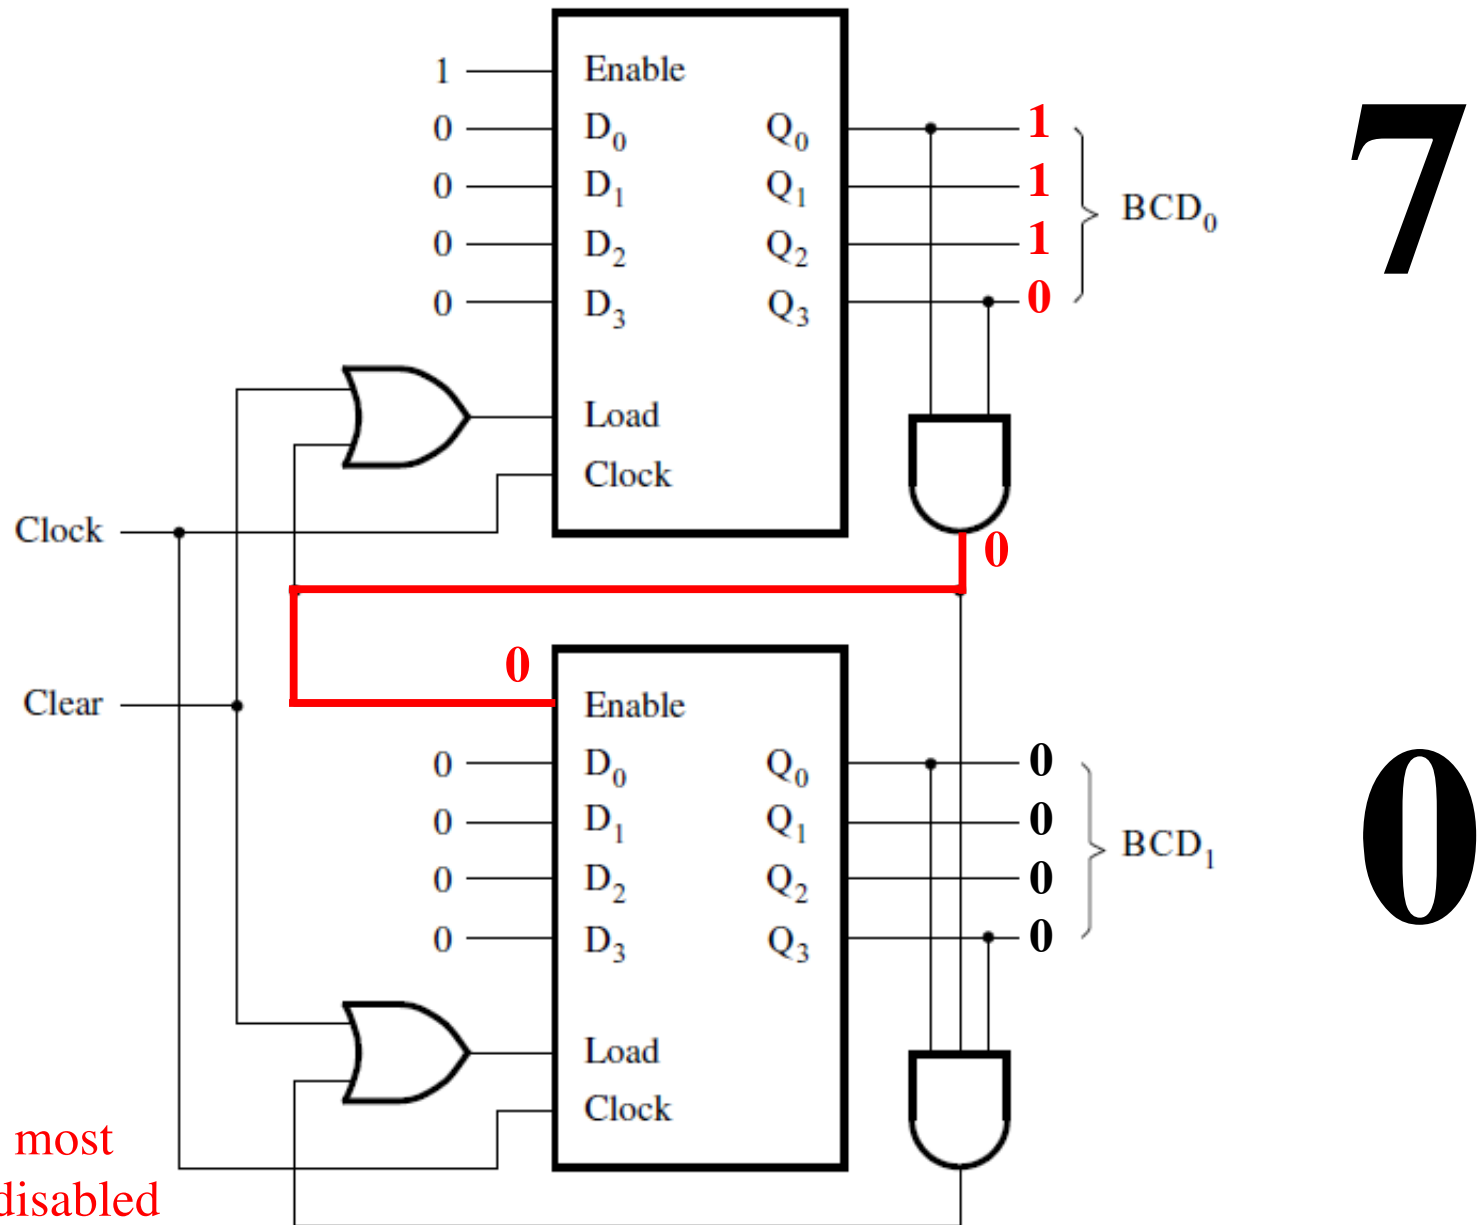 1 Enable
0 D0 Q0 1
0 D1 Q1 1
0 D2 Q2 1
0 D3 Q3 0
BCD0
7
Load
Clock
Clock
0
0
Clear
Enable
0 D0 Q0 0
0 D1 Q1 0
0 D2 Q2 0
0 D3 Q3 0
BCD1
0
Load
Clock
most
disabled